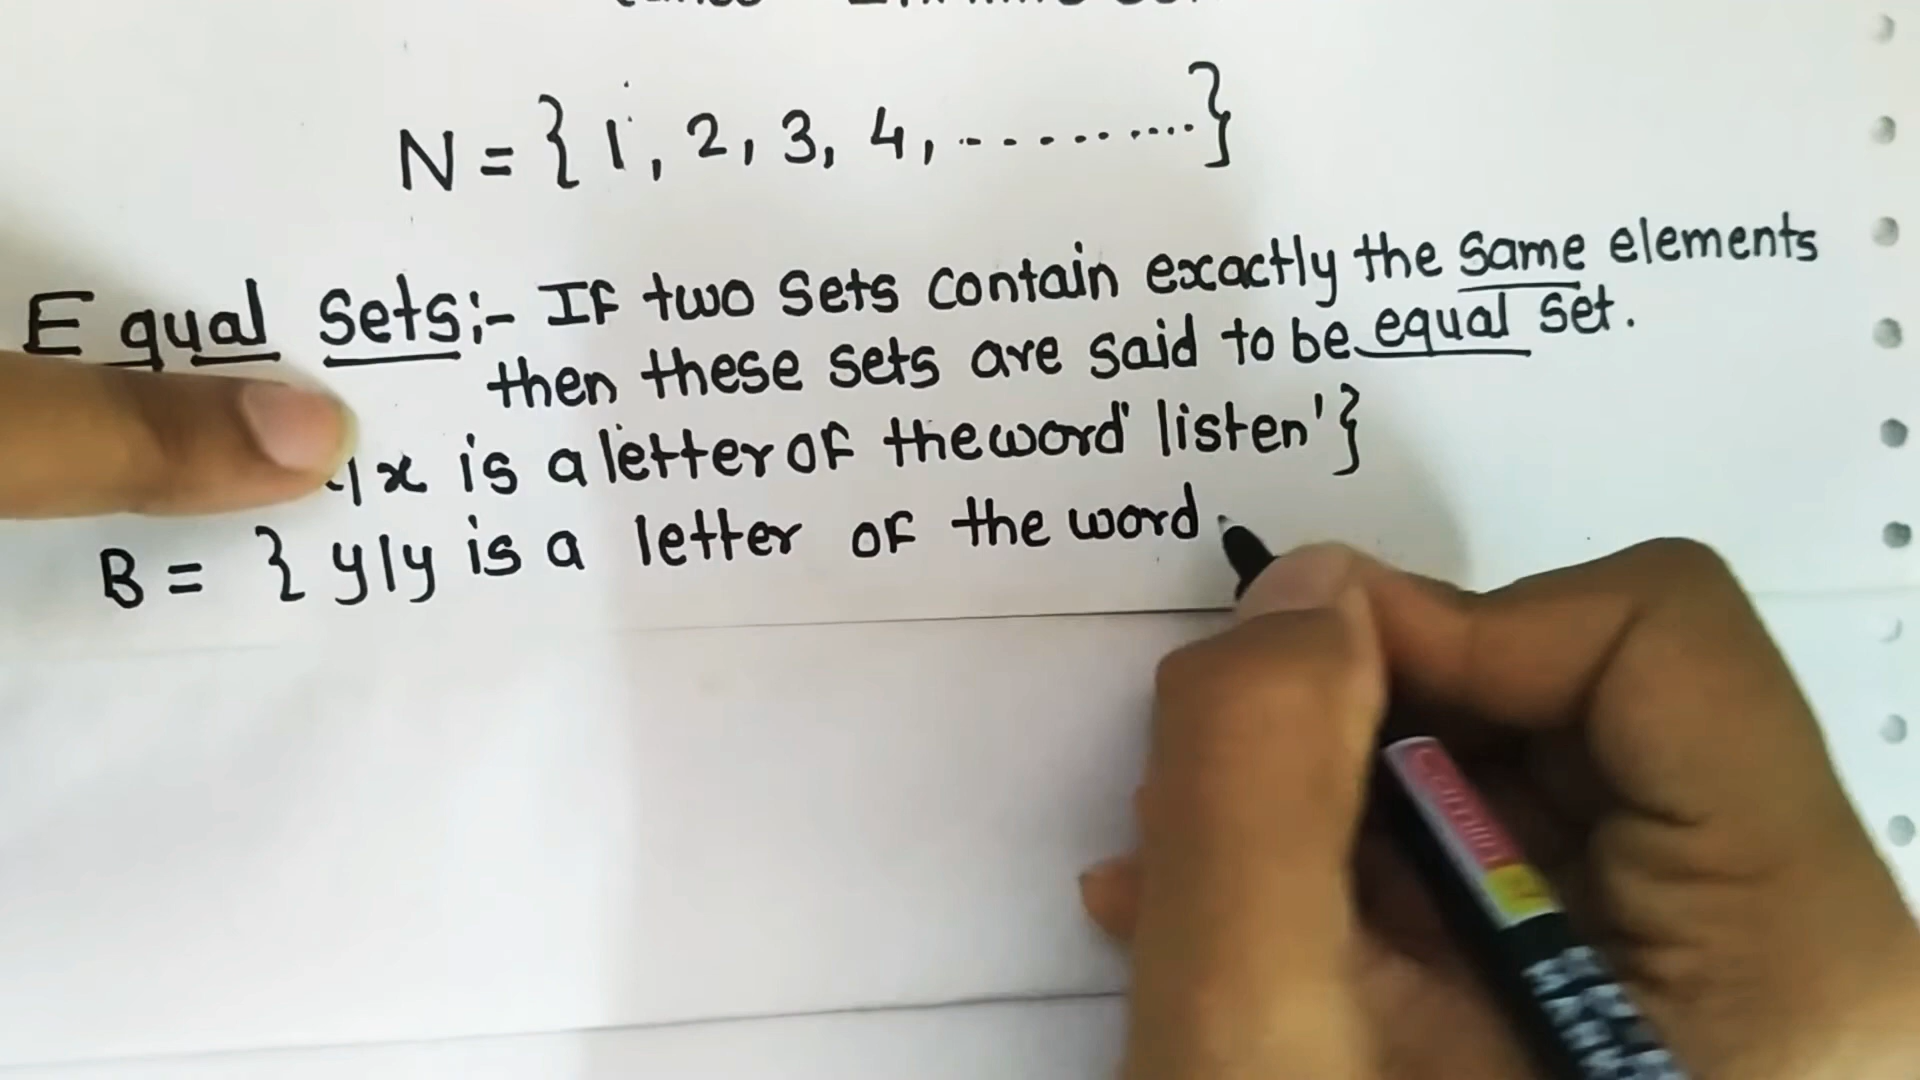 N = { 1, 2, 3, 4, .......... }
Equal Sets:- If two sets contain exactly the same elements
then these sets are said to be equal set.
| x is a letter of the word 'listen' }
B = { y | y is a letter of the word
Camlin